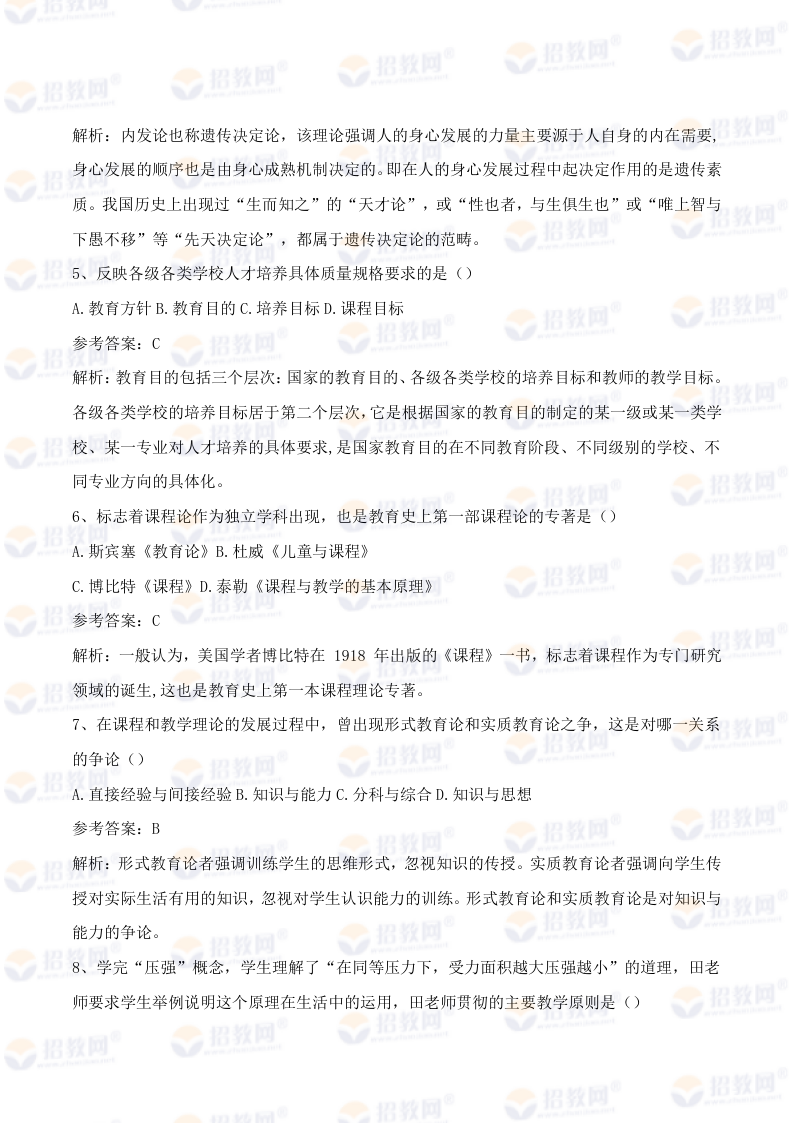 解析：内发论也称遗传决定论，该理论强调人的身心发展的力量主要源于人自身的内在需要,
身心发展的顺序也是由身心成熟机制决定的。即在人的身心发展过程中起决定作用的是遗传素
质。我国历史上出现过“生而知之”的“天才论”，或“性也者，与生俱生也”或“唯上智与
下愚不移”等“先天决定论”，都属于遗传决定论的范畴。
5、反映各级各类学校人才培养具体质量规格要求的是（）
A.教育方针B.教育目的C.培养目标D.课程目标
参考答案：C
解析：教育目的包括三个层次：国家的教育目的、各级各类学校的培养目标和教师的教学目标。
各级各类学校的培养目标居于第二个层次，它是根据国家的教育目的制定的某一级或某一类学
校、某一专业对人才培养的具体要求,是国家教育目的在不同教育阶段、不同级别的学校、不
同专业方向的具体化。
6、标志着课程论作为独立学科出现，也是教育史上第一部课程论的专著是（）
A.斯宾塞《教育论》B.杜威《儿童与课程》
C.博比特《课程》D.泰勒《课程与教学的基本原理》
参考答案：C
解析：一般认为，美国学者博比特在 1918 年出版的《课程》一书，标志着课程作为专门研究
领域的诞生,这也是教育史上第一本课程理论专著。
7、在课程和教学理论的发展过程中，曾出现形式教育论和实质教育论之争，这是对哪一关系
的争论（）
A.直接经验与间接经验B.知识与能力C.分科与综合D.知识与思想
参考答案：B
解析：形式教育论者强调训练学生的思维形式，忽视知识的传授。实质教育论者强调向学生传
授对实际生活有用的知识，忽视对学生认识能力的训练。形式教育论和实质教育论是对知识与
能力的争论。
8、学完“压强”概念，学生理解了“在同等压力下，受力面积越大压强越小”的道理，田老
师要求学生举例说明这个原理在生活中的运用，田老师贯彻的主要教学原则是（）